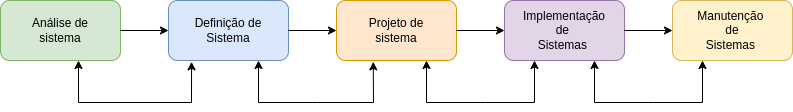 Análise de
sistema
Definição de
Sistema
Projeto de
sistema
Implementação
de
Sistemas
Manutenção
de
Sistemas